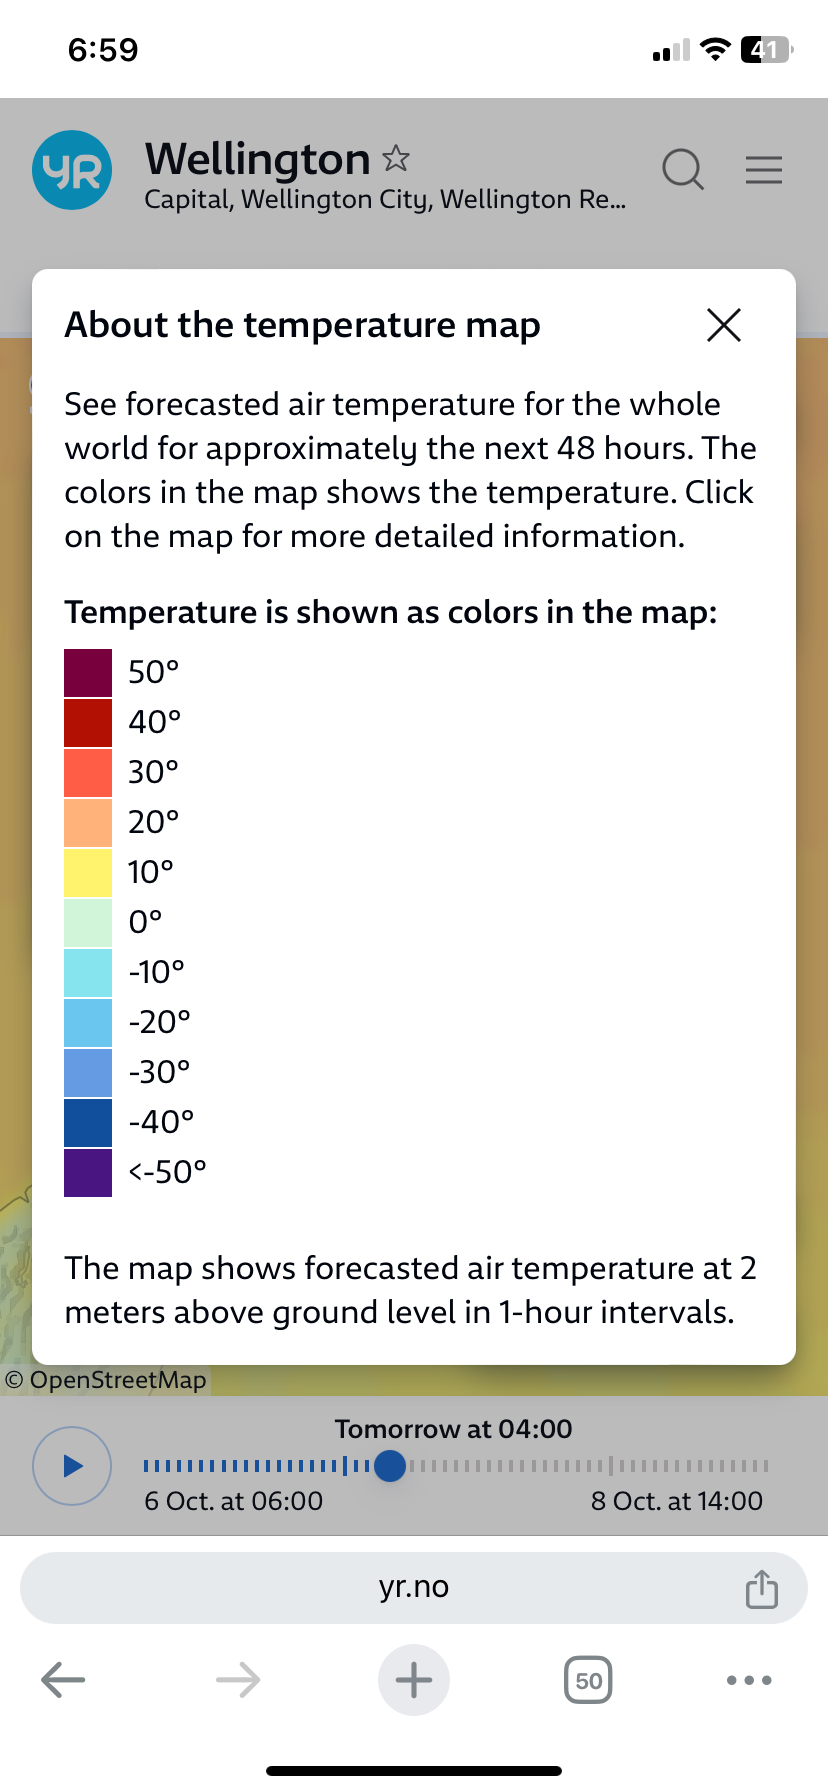 6:59
41
YR
Wellington
Capital, Wellington City, Wellington Re...
About the temperature map
See forecasted air temperature for the whole
world for approximately the next 48 hours. The
colors in the map shows the temperature. Click
on the map for more detailed information.
Temperature is shown as colors in the map:
50°
40°
30°
20°
10°
0°
-10°
-20°
-30°
-40°
<-50°
The map shows forecasted air temperature at 2
meters above ground level in 1-hour intervals.
© OpenStreetMap
Tomorrow at 04:00
6 Oct. at 06:00
8 Oct. at 14:00
yr.no
50